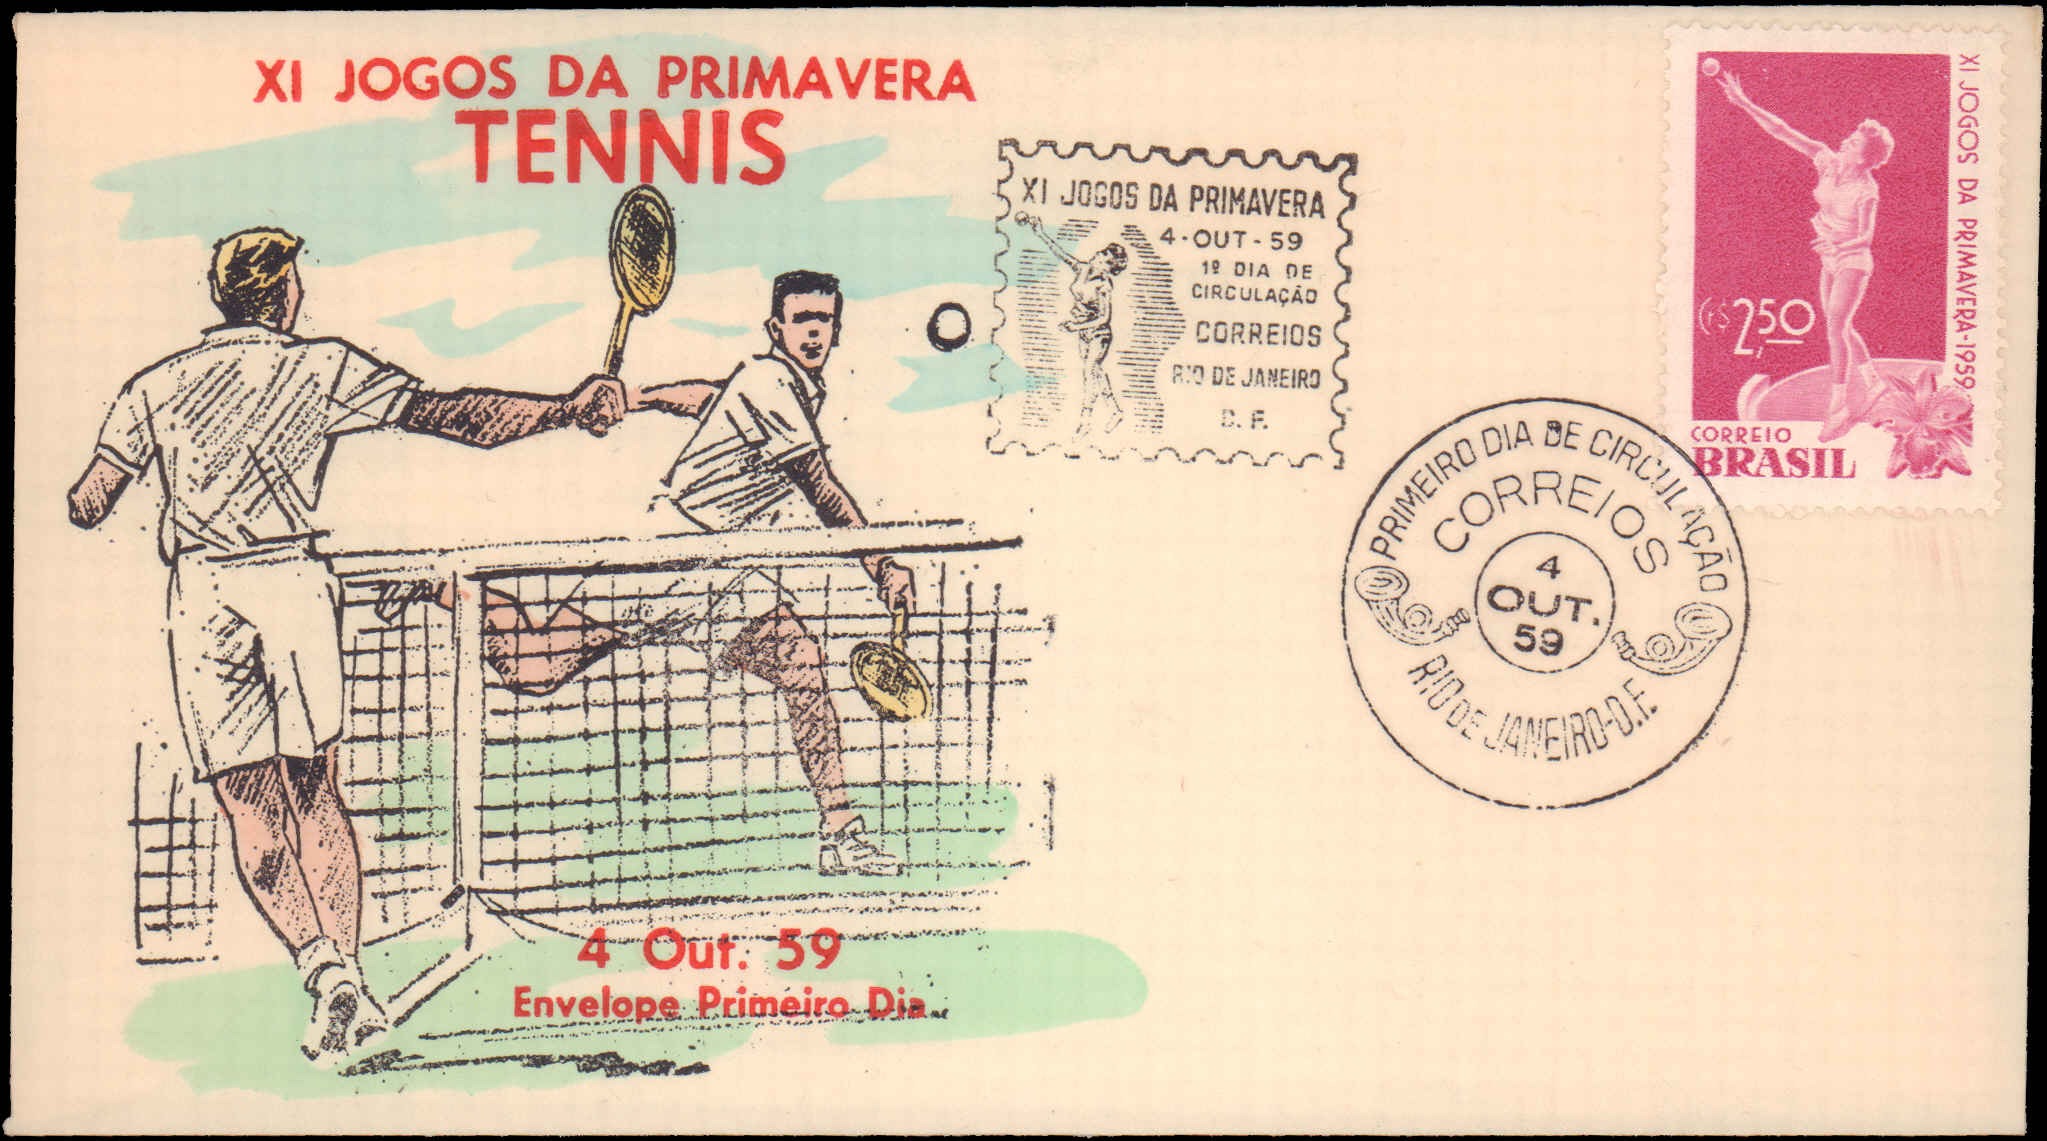 XI JOGOS DA PRIMAVERA
TENNIS
XI JOGOS DA PRIMAVERA
4-OUT-59
1º DIA DE
CIRCULAÇÃO
CORREIOS
RIO DE JANEIRO
D. F.
XI JOGOS DA PRIMAVERA-1959
Cr$ 2,50
CORREIO
BRASIL
PRIMEIRO DIA DE CIRCULAÇÃO
CORREIOS
4
OUT.
59
RIO DE JANEIRO-D.F.
4 Out. 59
Envelope Primeiro Dia